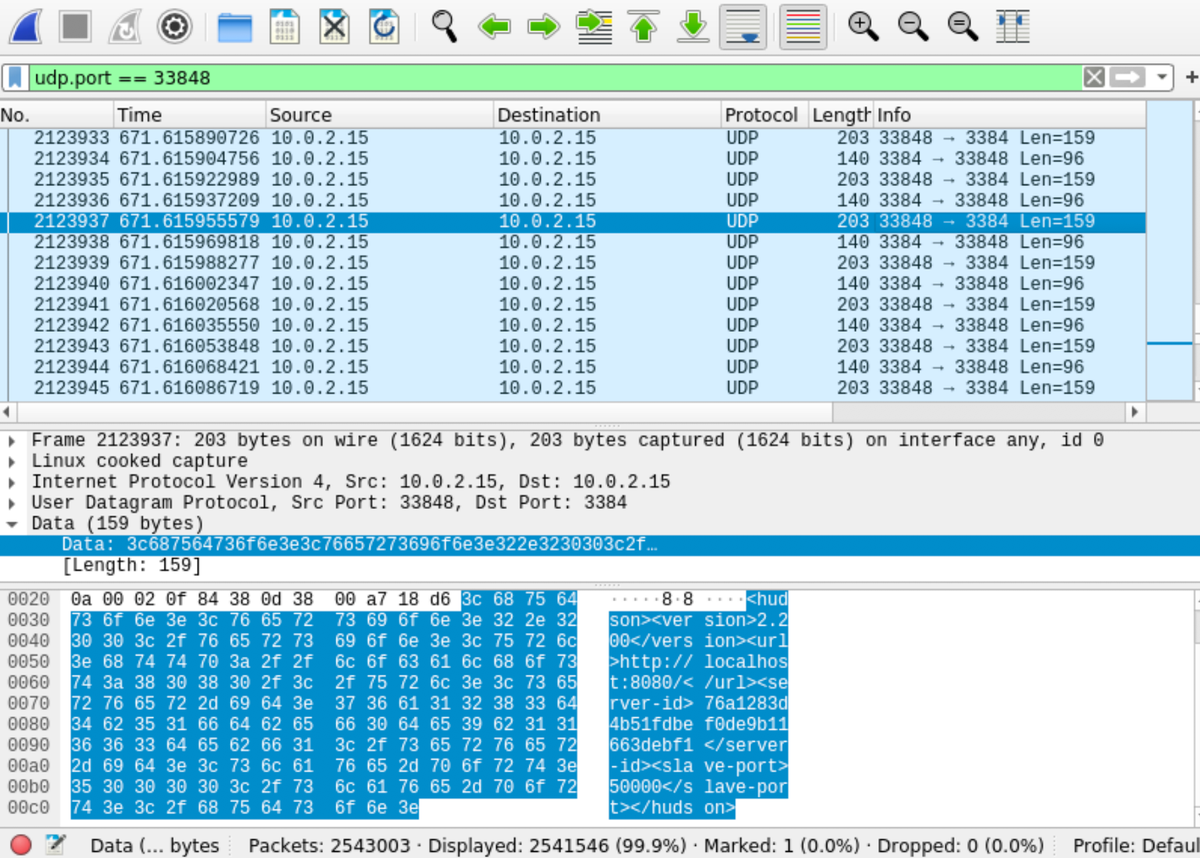 udp.port == 33848
No. Time Source Destination Protocol Length Info
2123933 671.615890726 10.0.2.15 10.0.2.15 UDP 203 33848 → 3384 Len=159
2123934 671.615904756 10.0.2.15 10.0.2.15 UDP 140 3384 → 33848 Len=96
2123935 671.615922989 10.0.2.15 10.0.2.15 UDP 203 33848 → 3384 Len=159
2123936 671.615937209 10.0.2.15 10.0.2.15 UDP 140 3384 → 33848 Len=96
2123937 671.615955579 10.0.2.15 10.0.2.15 UDP 203 33848 → 3384 Len=159
2123938 671.615969818 10.0.2.15 10.0.2.15 UDP 140 3384 → 33848 Len=96
2123939 671.615988277 10.0.2.15 10.0.2.15 UDP 203 33848 → 3384 Len=159
2123940 671.616002347 10.0.2.15 10.0.2.15 UDP 140 3384 → 33848 Len=96
2123941 671.616020568 10.0.2.15 10.0.2.15 UDP 203 33848 → 3384 Len=159
2123942 671.616035550 10.0.2.15 10.0.2.15 UDP 140 3384 → 33848 Len=96
2123943 671.616053848 10.0.2.15 10.0.2.15 UDP 203 33848 → 3384 Len=159
2123944 671.616068421 10.0.2.15 10.0.2.15 UDP 140 3384 → 33848 Len=96
2123945 671.616086719 10.0.2.15 10.0.2.15 UDP 203 33848 → 3384 Len=159
Frame 2123937: 203 bytes on wire (1624 bits), 203 bytes captured (1624 bits) on interface any, id 0
Linux cooked capture
Internet Protocol Version 4, Src: 10.0.2.15, Dst: 10.0.2.15
User Datagram Protocol, Src Port: 33848, Dst Port: 3384
Data (159 bytes)
Data: 3c687564736f6e3e3c76657273696f6e3e322e3230303c2f…
[Length: 159]
0020 0a 00 02 0f 84 38 0d 38 00 a7 18 d6 3c 68 75 64 ·····8·8 ····<hud
0030 73 6f 6e 3e 3c 76 65 72 73 69 6f 6e 3e 32 2e 32 son><ver sion>2.2
0040 30 30 3c 2f 76 65 72 73 69 6f 6e 3e 3c 75 72 6c 00</vers ion><url
0050 3e 68 74 74 70 3a 2f 2f 6c 6f 63 61 6c 68 6f 73 >http:// localhos
0060 74 3a 38 30 38 30 2f 3c 2f 75 72 6c 3e 3c 73 65 t:8080/< /url><se
0070 72 76 65 72 2d 69 64 3e 37 36 61 31 32 38 33 64 rver-id> 76a1283d
0080 34 62 35 31 66 64 62 65 66 30 64 65 39 62 31 31 4b51fdbe f0de9b11
0090 36 36 33 64 65 62 66 31 3c 2f 73 65 72 76 65 72 663debf1 </server
00a0 2d 69 64 3e 3c 73 6c 61 76 65 2d 70 6f 72 74 3e -id><sla ve-port>
00b0 35 30 30 30 30 3c 2f 73 6c 61 76 65 2d 70 6f 72 50000</s lave-por
00c0 74 3e 3c 2f 68 75 64 73 6f 6e 3e t></huds on>
Data (... bytes Packets: 2543003 · Displayed: 2541546 (99.9%) · Marked: 1 (0.0%) · Dropped: 0 (0.0%) Profile: Defau